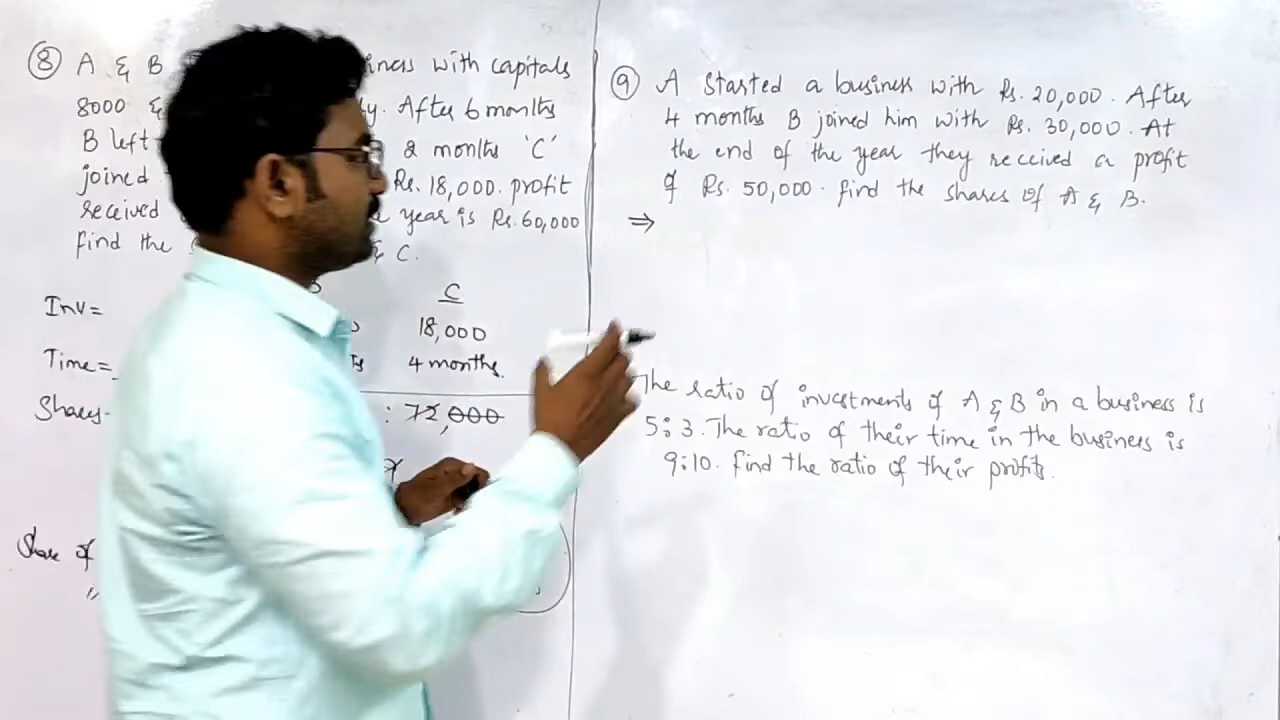 ⑧ A & B iness with capitals
8000 & y. After 6 months
B left 2 months 'C'
joined Rs. 18,000. profit
received year is Rs. 60,000
find the & C.
C
Inv= 18,000
Time= 4 months.
Shares- : 72,000
Share of
⑨ A Started a business with Rs. 20,000. After
4 months B joined him with Rs. 30,000. At
the end of the year they received a profit
of Rs. 50,000. find the shares of A & B.
⇒
The ratio of investments of A & B in a business is
5:3. The ratio of their time in the business is
9:10. find the ratio of their profits.